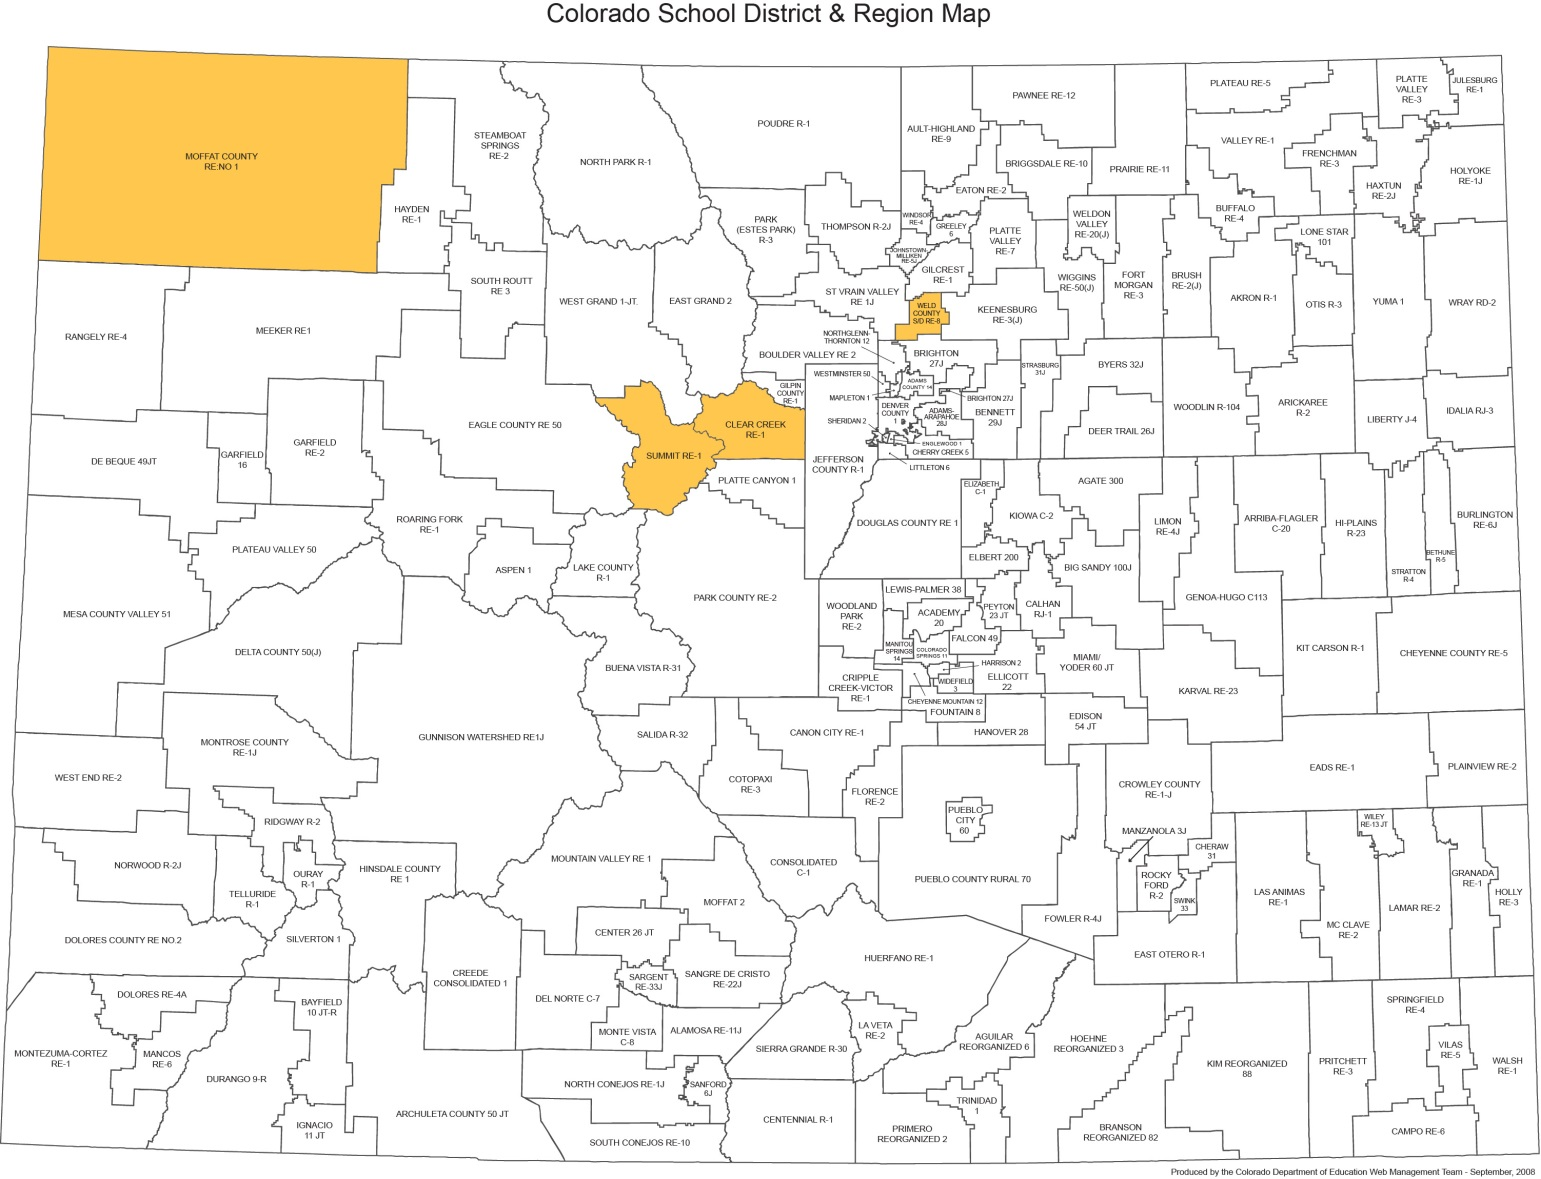 Colorado School District & Region Map
MOFFAT COUNTY
RE:NO 1
HAYDEN
RE-1
STEAMBOAT
SPRINGS
RE-2
NORTH PARK R-1
POUDRE R-1
AULT-HIGHLAND
RE-9
PAWNEE RE-12
BRIGGSDALE RE-10
PRAIRIE RE-11
PLATEAU RE-5
VALLEY RE-1
FRENCHMAN
RE-3
PLATTE
VALLEY
RE-3
JULESBURG
RE-1
HAXTUN
RE-2J
HOLYOKE
RE-1J
BUFFALO
RE-4
LONE STAR
101
EATON RE-2
WINDSOR
RE-4
GREELEY
6
PLATTE
VALLEY
RE-7
WELDON
VALLEY
RE-20(J)
PARK
(ESTES PARK)
R-3
THOMPSON R-2J
JOHNSTOWN-
MILLIKEN
RE-5J
GILCREST
RE-1
ST VRAIN VALLEY
RE 1J
WELD
COUNTY
S/D RE-8
KEENESBURG
RE-3(J)
WIGGINS
RE-50(J)
FORT
MORGAN
RE-3
BRUSH
RE-2(J)
AKRON R-1
OTIS R-3
YUMA 1
WRAY RD-2
SOUTH ROUTT
RE 3
WEST GRAND 1-JT.
EAST GRAND 2
RANGELY RE-4
MEEKER RE1
NORTHGLENN-
THORNTON 12
BOULDER VALLEY RE 2
BRIGHTON
27J
WESTMINSTER 50
ADAMS
COUNTY 14
MAPLETON 1
BRIGHTON 27J
STRASBURG
31J
BYERS 32J
GILPIN
COUNTY
RE-1
DENVER
COUNTY
1
ADAMS-
ARAPAHOE
28J
BENNETT
29J
SHERIDAN 2
ENGLEWOOD 1
CHERRY CREEK 5
LITTLETON 6
DEER TRAIL 26J
WOODLIN R-104
ARICKAREE
R-2
LIBERTY J-4
IDALIA RJ-3
CLEAR CREEK
RE-1
SUMMIT RE-1
EAGLE COUNTY RE 50
GARFIELD
RE-2
GARFIELD
16
DE BEQUE 49JT
JEFFERSON
COUNTY R-1
PLATTE CANYON 1
ELIZABETH
C-1
KIOWA C-2
AGATE 300
DOUGLAS COUNTY RE 1
LIMON
RE-4J
ARRIBA-FLAGLER
C-20
HI-PLAINS
R-23
STRATTON
R-4
BETHUNE
R-5
BURLINGTON
RE-6J
ROARING FORK
RE-1
PLATEAU VALLEY 50
ASPEN 1
LAKE COUNTY
R-1
ELBERT 200
BIG SANDY 100J
PARK COUNTY RE-2
LEWIS-PALMER 38
WOODLAND
PARK
RE-2
ACADEMY
20
PEYTON
23 JT
CALHAN
RJ-1
GENOA-HUGO C113
MESA COUNTY VALLEY 51
DELTA COUNTY 50(J)
BUENA VISTA R-31
MANITOU
SPRINGS
14
COLORADO
SPRINGS 11
FALCON 49
HARRISON 2
WIDEFIELD
3
ELLICOTT
22
MIAMI/
YODER 60 JT
KIT CARSON R-1
CHEYENNE COUNTY RE-5
CRIPPLE
CREEK-VICTOR
RE-1
CHEYENNE MOUNTAIN 12
FOUNTAIN 8
KARVAL RE-23
EDISON
54 JT
HANOVER 28
MONTROSE COUNTY
RE-1J
GUNNISON WATERSHED RE1J
SALIDA R-32
CANON CITY RE-1
WEST END RE-2
COTOPAXI
RE-3
FLORENCE
RE-2
CROWLEY COUNTY
RE-1-J
EADS RE-1
PLAINVIEW RE-2
PUEBLO
CITY
60
RIDGWAY R-2
MANZANOLA 3J
CHERAW
31
WILEY
RE-13 JT
NORWOOD R-2J
OURAY
R-1
HINSDALE COUNTY
RE 1
MOUNTAIN VALLEY RE 1
CONSOLIDATED
C-1
PUEBLO COUNTY RURAL 70
ROCKY
FORD
R-2
SWINK
33
TELLURIDE
R-1
MOFFAT 2
FOWLER R-4J
LAS ANIMAS
RE-1
MC CLAVE
RE-2
LAMAR RE-2
GRANADA
RE-1
HOLLY
RE-3
DOLORES COUNTY RE NO.2
SILVERTON 1
CENTER 26 JT
EAST OTERO R-1
HUERFANO RE-1
CREEDE
CONSOLIDATED 1
SARGENT
RE-33J
SANGRE DE CRISTO
RE-22J
DOLORES RE-4A
BAYFIELD
10 JT-R
DEL NORTE C-7
MONTE VISTA
C-8
ALAMOSA RE-11J
LA VETA
RE-2
AGUILAR
REORGANIZED 6
HOEHNE
REORGANIZED 3
SPRINGFIELD
RE-4
MONTEZUMA-CORTEZ
RE-1
MANCOS
RE-6
DURANGO 9-R
SIERRA GRANDE R-30
KIM REORGANIZED
88
PRITCHETT
RE-3
VILAS
RE-5
WALSH
RE-1
NORTH CONEJOS RE-1J
SANFORD
6J
ARCHULETA COUNTY 50 JT
IGNACIO
11 JT
SOUTH CONEJOS RE-10
CENTENNIAL R-1
TRINIDAD
1
PRIMERO
REORGANIZED 2
BRANSON
REORGANIZED 82
CAMPO RE-6
Produced by the Colorado Department of Education Web Management Team - September, 2008